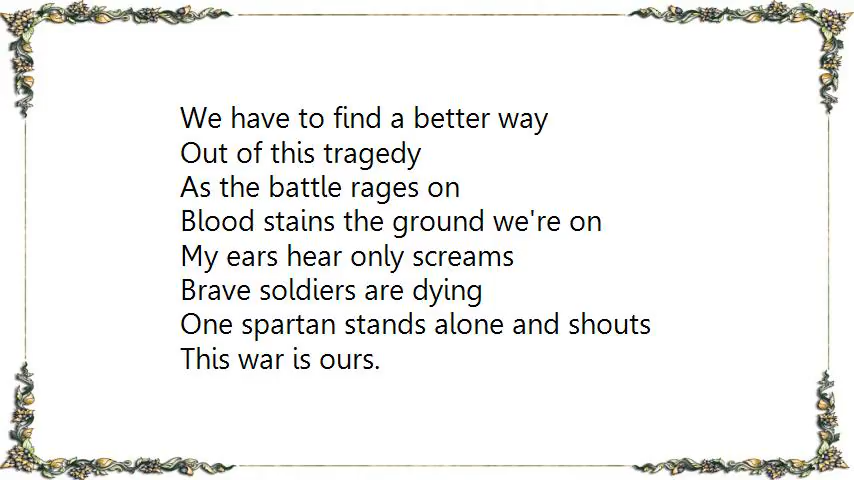 We have to find a better way
Out of this tragedy
As the battle rages on
Blood stains the ground we're on
My ears hear only screams
Brave soldiers are dying
One spartan stands alone and shouts
This war is ours.